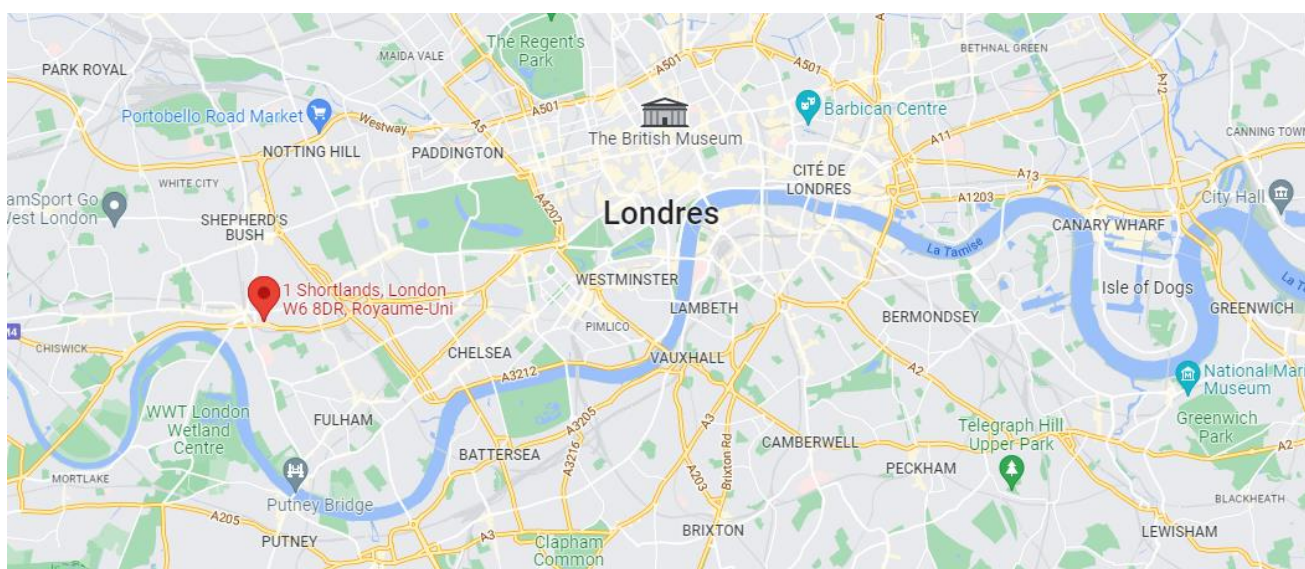 The Regent's
Park
MAIDA VALE
A501
A501
BETHNAL GREEN
PARK ROYAL
A12
Portobello Road Market
Westway
A501
A5
The British Museum
Barbican Centre
A11
CANNING TOWN
NOTTING HILL
PADDINGTON
CITÉ DE
LONDRES
A13
WHITE CITY
A4202
A1203
City Hall
amSport Go
West London
SHEPHERD'S
BUSH
Londres
CANARY WHARF
La Tamise
WESTMINSTER
1 Shortlands, London
W6 8DR, Royaume-Uni
LAMBETH
Isle of Dogs
BERMONDSEY
GREENWICH
PIMLICO
M4
CHISWICK
CHELSEA
VAUXHALL
A3212
A2
National Mari
Museum
WWT London
Wetland
Centre
FULHAM
A3205
A3
Greenwich
Park
Telegraph Hill
Upper Park
BATTERSEA
A3216
A203
Brixton Rd
CAMBERWELL
A2
PECKHAM
MORTLAKE
Putney Bridge
BLACKHEATH
A205
PUTNEY
A3
BRIXTON
LEWISHAM
Clapham
Common